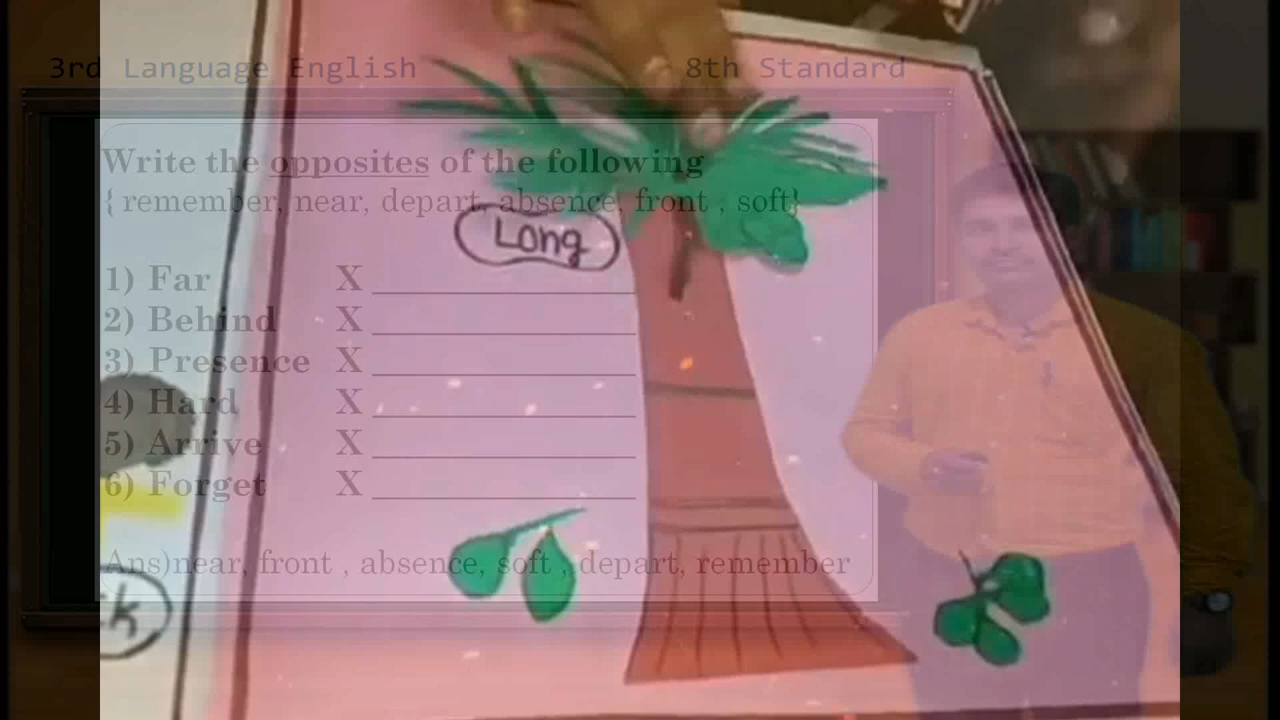 3rd Language English 8th Standard
Write the opposites of the following
{ remember, near, depart, absence, front , soft}
Long
1) Far X
2) Behind X
3) Presence X
4) Hard X
5) Arrive X
6) Forget X
Ans)near, front , absence, soft , depart, remember